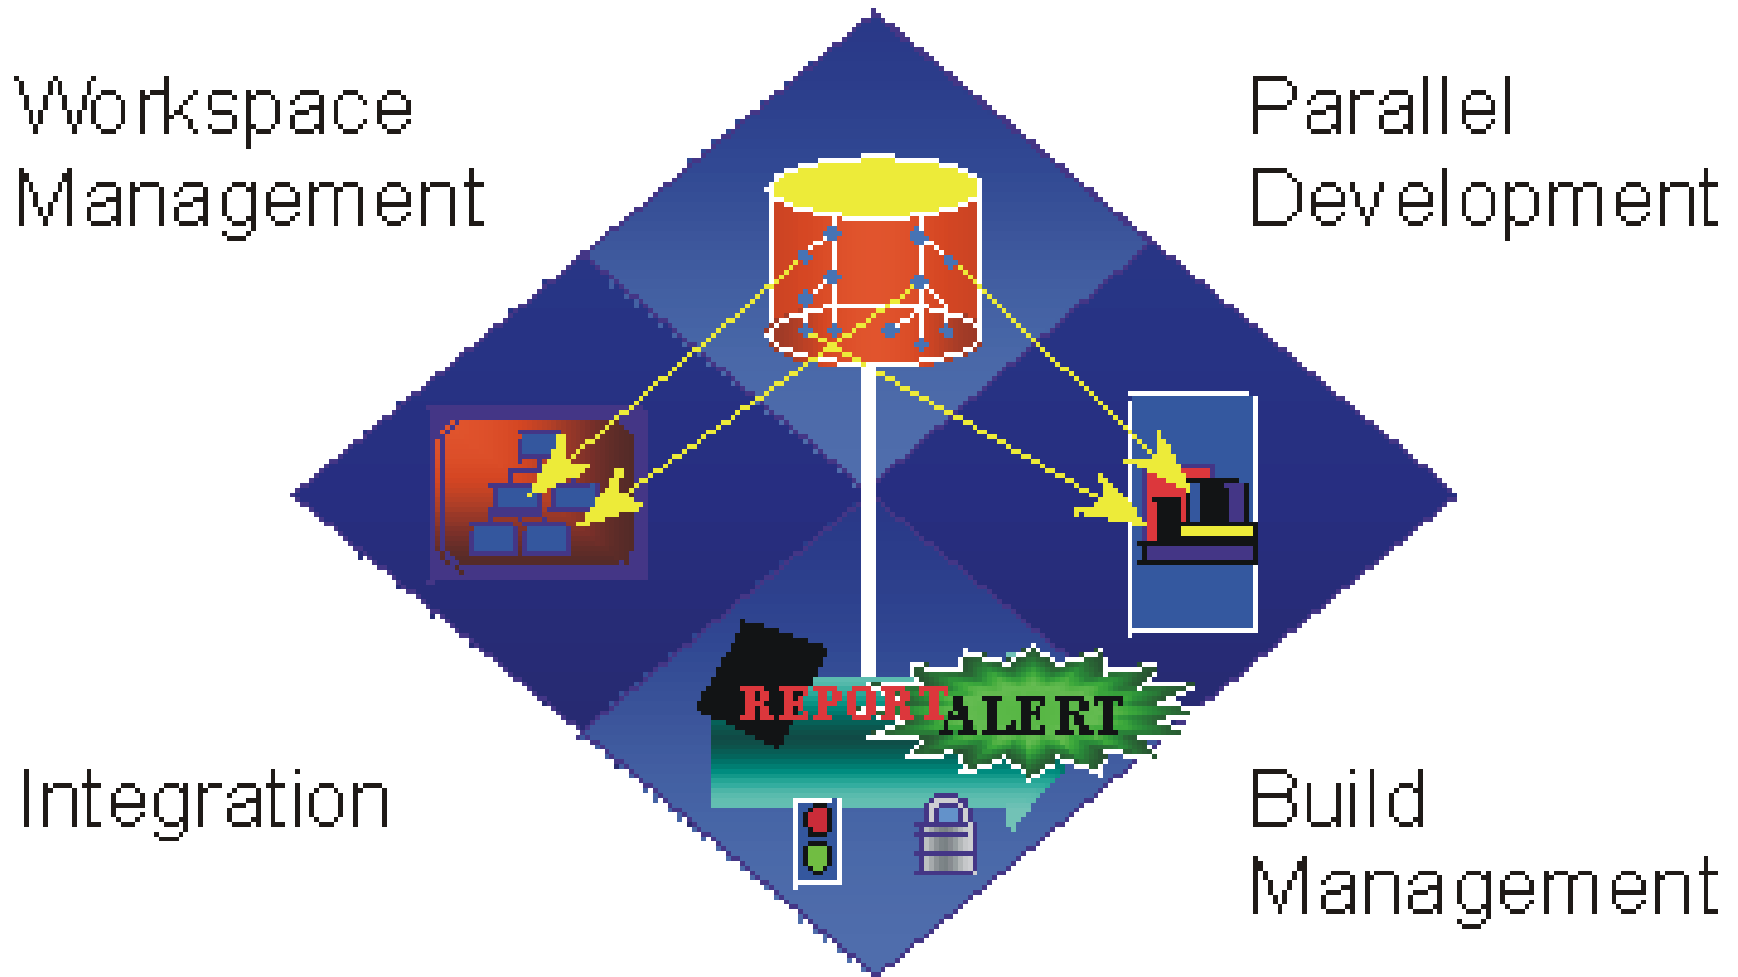 Workspace
Management
Parallel
Development
REPORT
ALERT
Integration
Build
Management